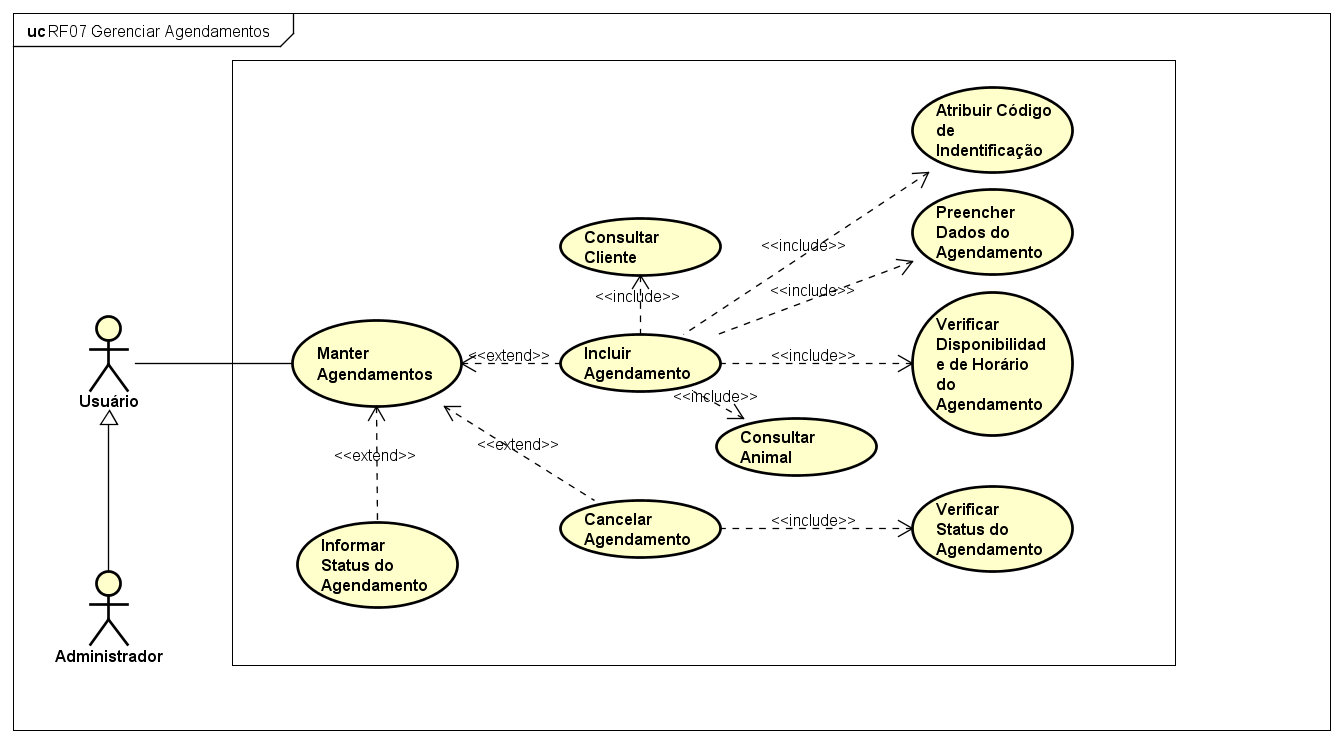 uc RF07 Gerenciar Agendamentos
Atribuir Código
de
Indentificação
Preencher
Dados do
Agendamento
<<include>>
Consultar
Cliente
<<include>>
<<include>>
Verificar
Disponibilidad
e de Horário
do
Agendamento
Manter
Agendamentos
<<extend>>
Incluir
Agendamento
<<include>>
Usuário
<<include>>
Consultar
Animal
<<extend>>
<<extend>>
Cancelar
Agendamento
<<include>>
Verificar
Status do
Agendamento
Informar
Status do
Agendamento
Administrador